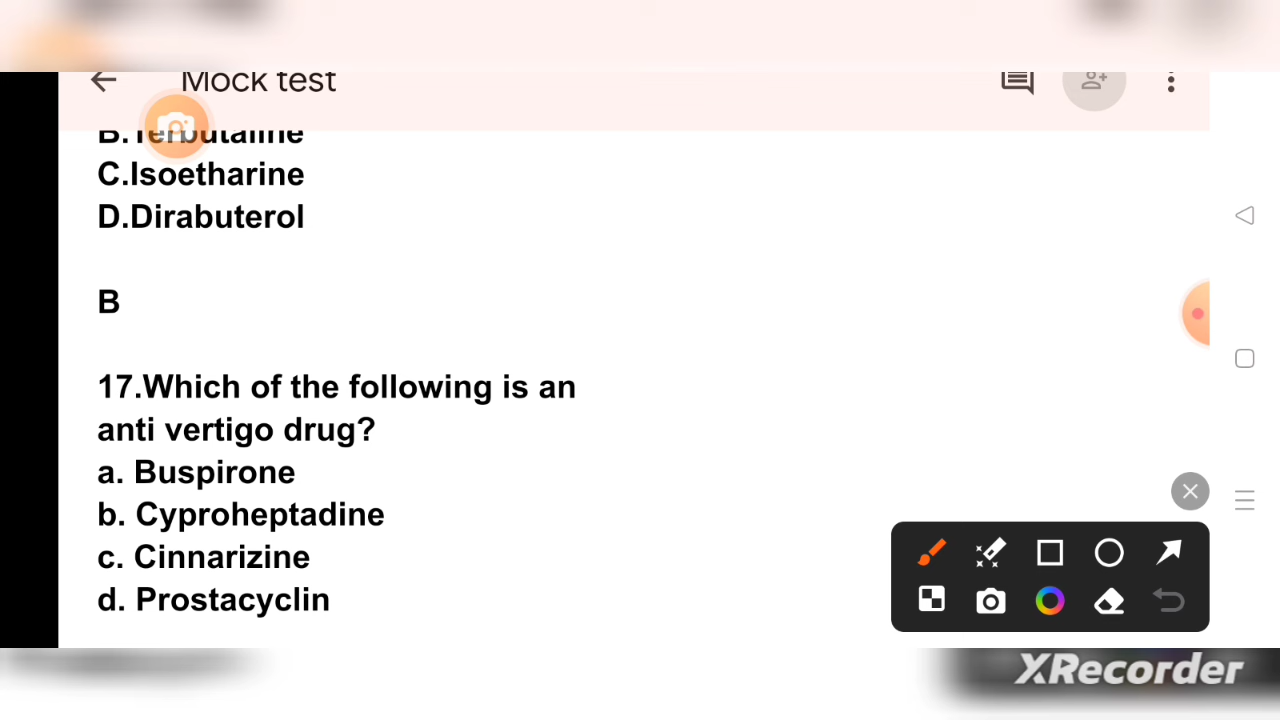 Mock test
B.Terbutaline
C.Isoetharine
D.Dirabuterol
B
17.Which of the following is an
anti vertigo drug?
a. Buspirone
b. Cyproheptadine
c. Cinnarizine
d. Prostacyclin
XRecorder